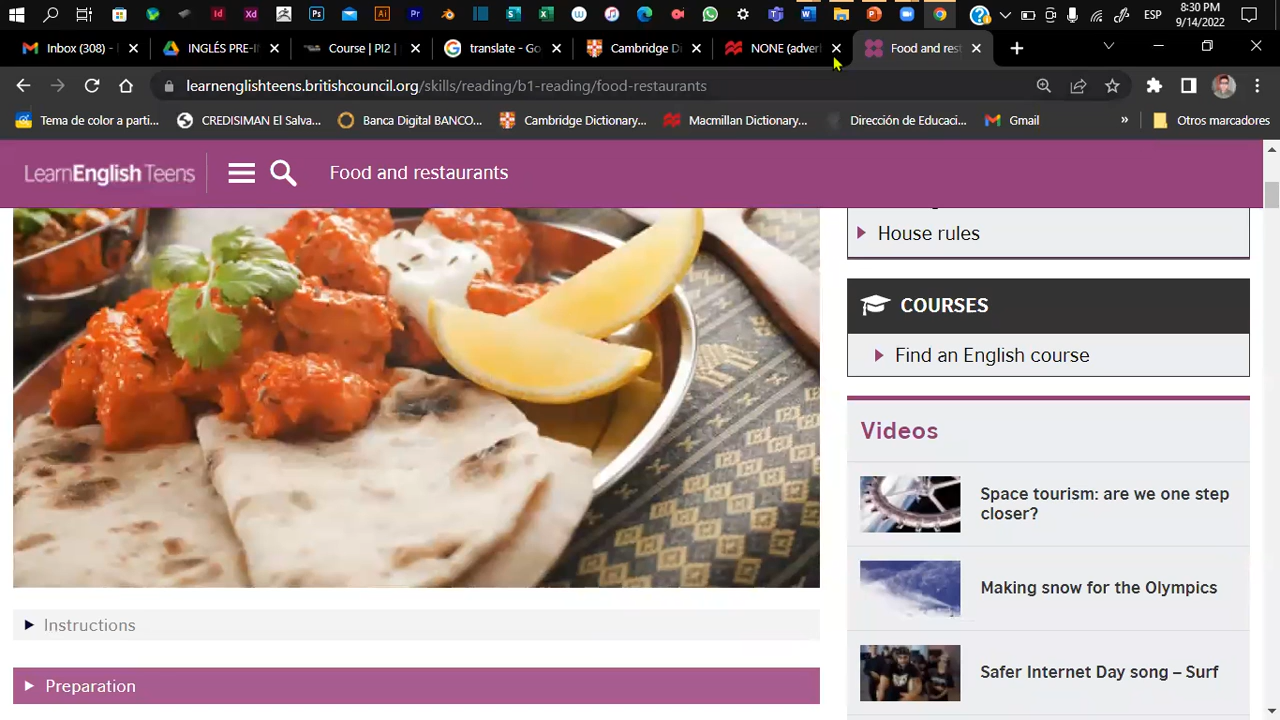 8:30 PM
ESP
9/14/2022
Inbox (308) -
INGLÉS PRE-I
Course | PI2 |
translate - Go
Cambridge D
NONE (adver
Food and rest
learnenglishteens.britishcouncil.org/skills/reading/b1-reading/food-restaurants
Tema de color a parti...
CREDISIMAN El Salva...
Banca Digital BANCO...
Cambridge Dictionary...
Macmillan Dictionary...
Dirección de Educaci...
Gmail
»
Otros marcadores
LearnEnglish Teens
Food and restaurants
House rules
COURSES
Find an English course
Videos
Space tourism: are we one step
closer?
Making snow for the Olympics
Safer Internet Day song – Surf
Instructions
Preparation